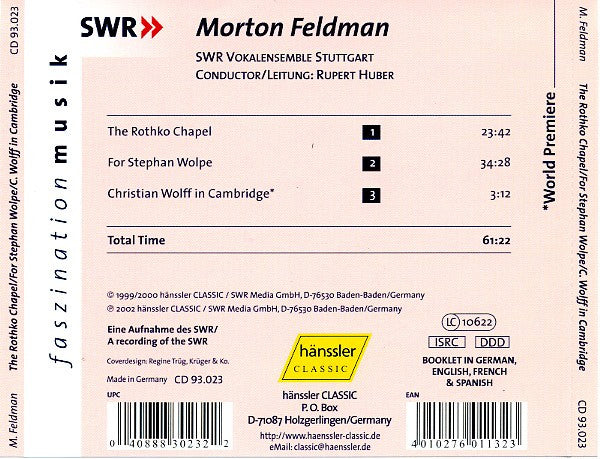 CD 93.023
The Rothko Chapel/For Stephan Wolpe/C. Wolff in Cambridge
M. Feldman
faszination musik
SWR>>
Morton Feldman
SWR Vokalensemble Stuttgart
Conductor/Leitung: Rupert Huber
The Rothko Chapel 1 23:42
For Stephan Wolpe 2 34:28
Christian Wolff in Cambridge* 3 3:12
Total Time 61:22
*World Premiere
© 1999/2000 hänssler CLASSIC / SWR Media GmbH, D-76530 Baden-Baden/Germany
℗ 2002 hänssler CLASSIC / SWR Media GmbH, D-76530 Baden-Baden/Germany
Eine Aufnahme des SWR/
A recording of the SWR
Coverdesign: Regine Trüg, Krüger & Ko.
Made in Germany CD 93.023
hänssler
CLASSIC
LC 10622
ISRC DDD
BOOKLET IN GERMAN,
ENGLISH, FRENCH
& SPANISH
UPC
0 40888 30232 2
hänssler CLASSIC
P. O. Box
D-71087 Holzgerlingen/Germany
http://www.haenssler-classic.de
eMail: classic@haenssler.de
EAN
4 010276 011323
M. Feldman
The Rothko Chapel/For Stephan Wolpe/C. Wolff in Cambridge
CD 93.023